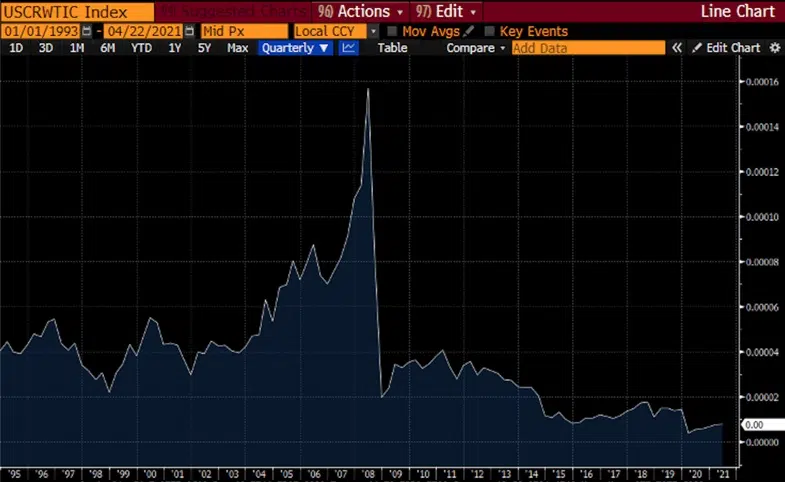 USCRWTIC Index 99 Suggested Charts 96) Actions 97) Edit Line Chart
01/01/1993 - 04/22/2021 Mid Px Local CCY Mov Avgs Key Events
1D 3D 1M 6M YTD 1Y 5Y Max Quarterly ▼ Table Compare Add Data « Edit Chart
0.00016
0.00014
0.00012
0.00010
0.00008
0.00006
0.00004
0.00002
0.00
0.00000
'95 '96 '97 '98 '99 '00 '01 '02 '03 '04 '05 '06 '07 '08 '09 '10 '11 '12 '13 '14 '15 '16 '17 '18 '19 '20 '21